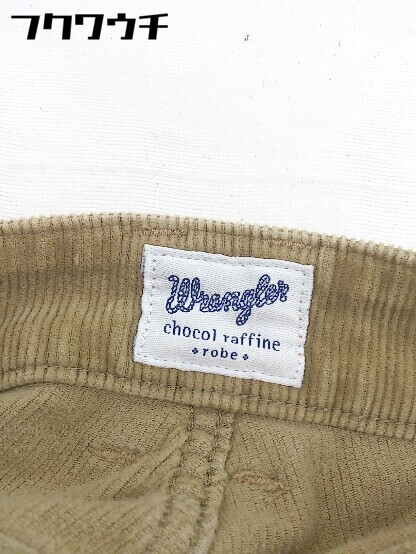 フクワウチ
Wrangler
chocol raffine
robe